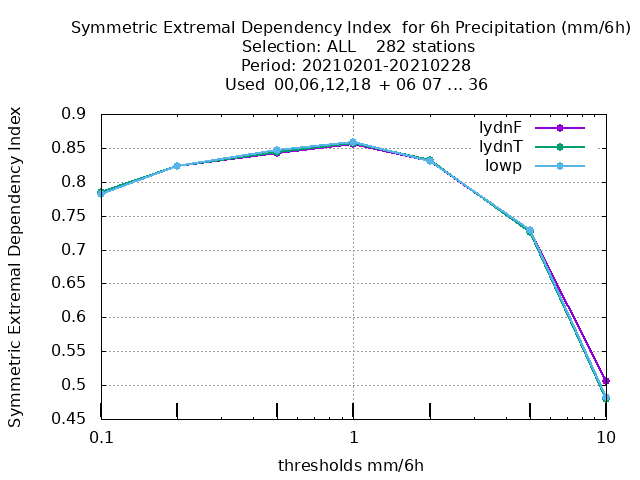 Symmetric Extremal Dependency Index  for 6h Precipitation (mm/6h)
Selection: ALL    282 stations
Period: 20210201-20210228
Used  00,06,12,18  + 06 07 ... 36
Symmetric Extremal Dependency Index
0.9
0.85
0.8
0.75
0.7
0.65
0.6
0.55
0.5
0.45
lydnF
lydnT
lowp
0.1
1
10
thresholds mm/6h